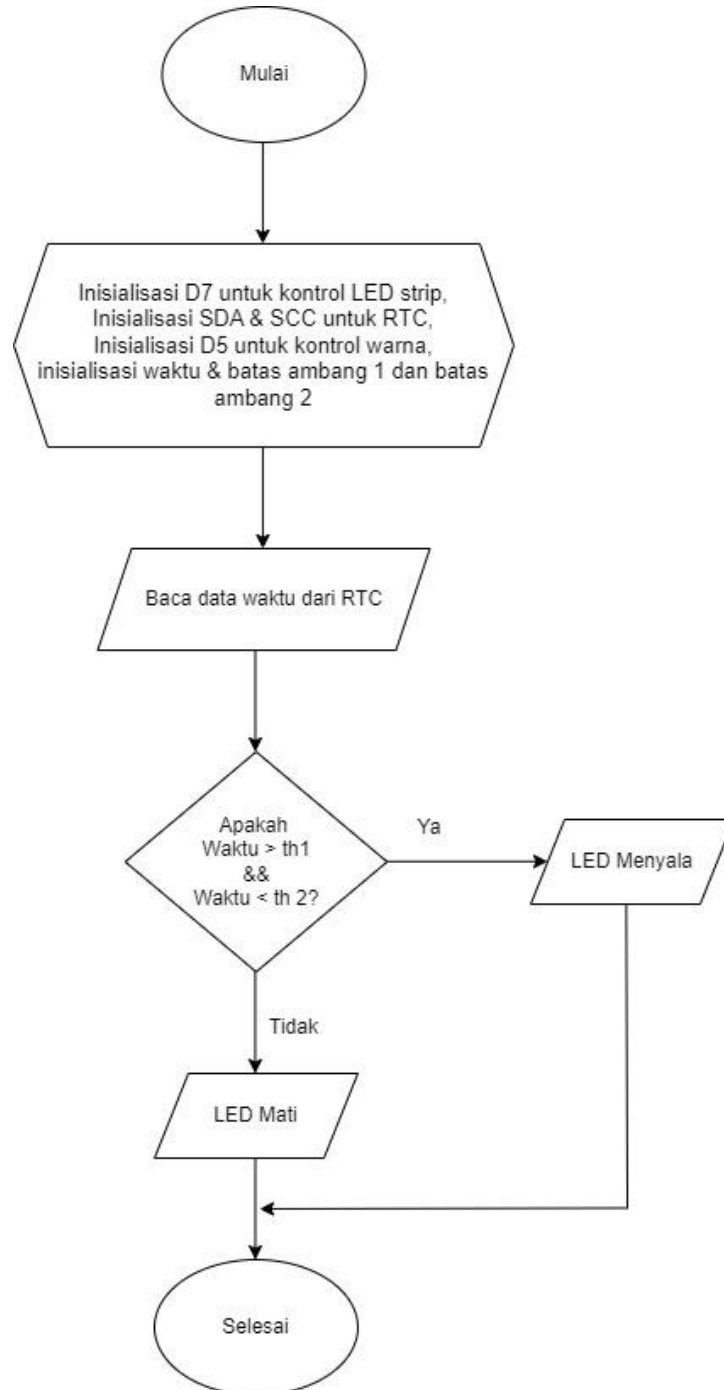 Mulai
Inisialisasi D7 untuk kontrol LED strip,
Inisialisasi SDA & SCC untuk RTC,
Inisialisasi D5 untuk kontrol warna,
inisialisasi waktu & batas ambang 1 dan batas
ambang 2
Baca data waktu dari RTC
Apakah
Waktu > th1
&&
Waktu < th 2?
Ya
LED Menyala
Tidak
LED Mati
Selesai